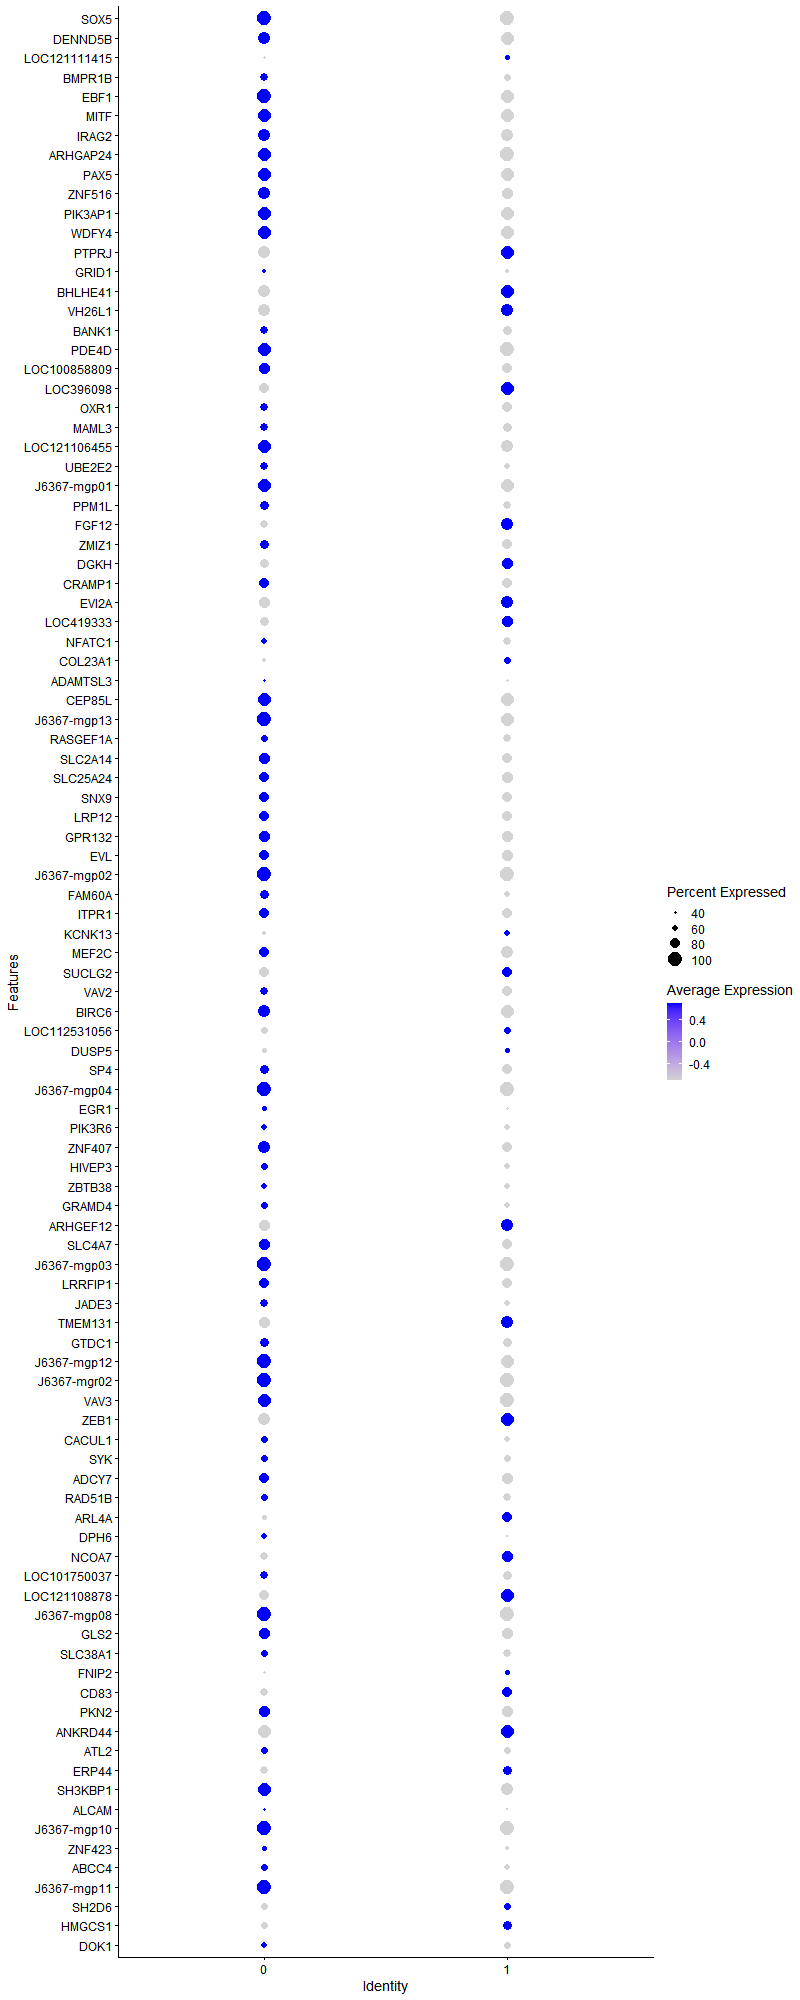 SOX5
DENND5B
LOC121111415
BMPR1B
EBF1
MITF
IRAG2
ARHGAP24
PAX5
ZNF516
PIK3AP1
WDFY4
PTPRJ
GRID1
BHLHE41
VH26L1
BANK1
PDE4D
LOC100858809
LOC396098
OXR1
MAML3
LOC121106455
UBE2E2
J6367-mgp01
PPM1L
FGF12
ZMIZ1
DGKH
CRAMP1
EVI2A
LOC419333
NFATC1
COL23A1
ADAMTSL3
CEP85L
J6367-mgp13
RASGEF1A
SLC2A14
SLC25A24
SNX9
LRP12
GPR132
EVL
J6367-mgp02
FAM60A
ITPR1
KCNK13
MEF2C
SUCLG2
VAV2
BIRC6
LOC112531056
DUSP5
SP4
J6367-mgp04
EGR1
PIK3R6
ZNF407
HIVEP3
ZBTB38
GRAMD4
ARHGEF12
SLC4A7
J6367-mgp03
LRRFIP1
JADE3
TMEM131
GTDC1
J6367-mgp12
J6367-mgr02
VAV3
ZEB1
CACUL1
SYK
ADCY7
RAD51B
ARL4A
DPH6
NCOA7
LOC101750037
LOC121108878
J6367-mgp08
GLS2
SLC38A1
FNIP2
CD83
PKN2
ANKRD44
ATL2
ERP44
SH3KBP1
ALCAM
J6367-mgp10
ZNF423
ABCC4
J6367-mgp11
SH2D6
HMGCS1
DOK1
Features
0 1
Identity
Percent Expressed
40
60
80
100
Average Expression
0.4
0.0
-0.4